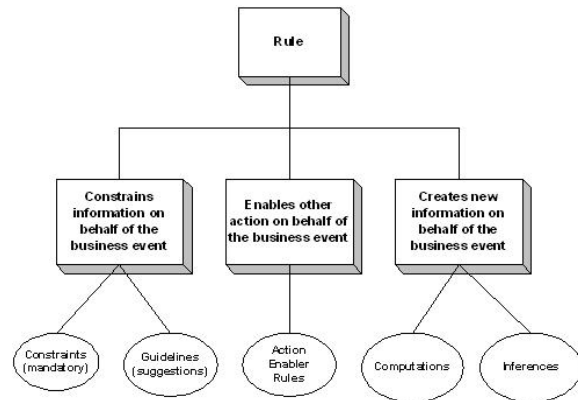 Rule
Constrains
information on
behalf of the
business event
Enables other
action on behalf of
the business event
Creates new
information on
behalf of the
business event
Constraints
(mandatory)
Guidelines
(suggestions)
Action
Enabler
Rules
Computations
Inferences